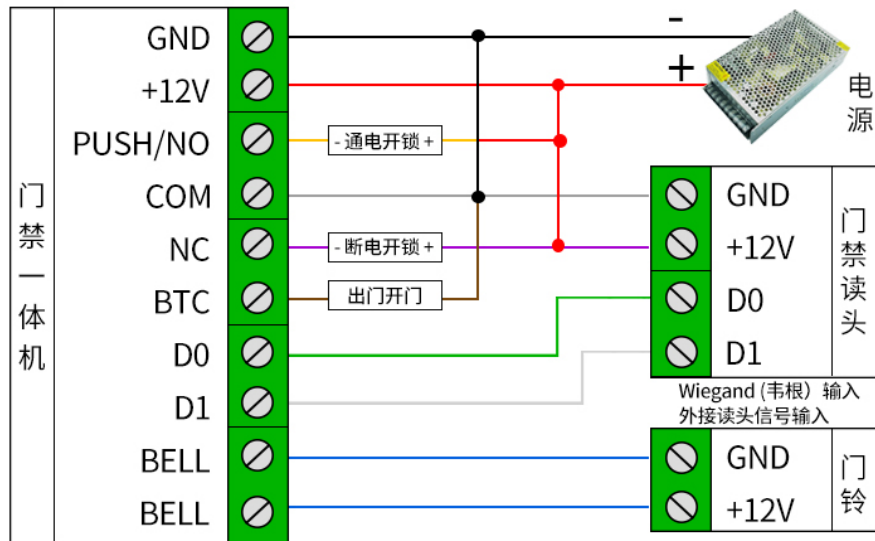 门禁一体机
GND
+12V
PUSH/NO
COM
NC
BTC
D0
D1
BELL
BELL
- 通电开锁 +
- 断电开锁 +
出门开门
-
+
电源
GND
+12V
D0
D1
门禁读头
Wiegand (韦根）输入
外接读头信号输入
GND
+12V
门铃